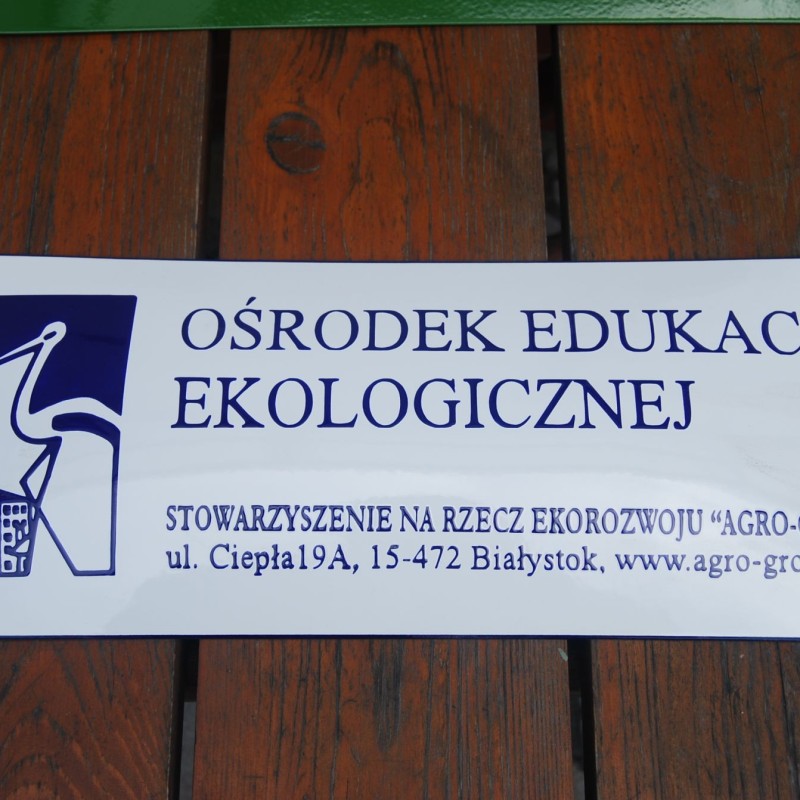 OŚRODEK EDUKAC
EKOLOGICZNEJ
STOWARZYSZENIE NA RZECZ EKOROZWOJU “AGRO-
ul. Ciepła19A, 15-472 Białystok, www.agro-gro